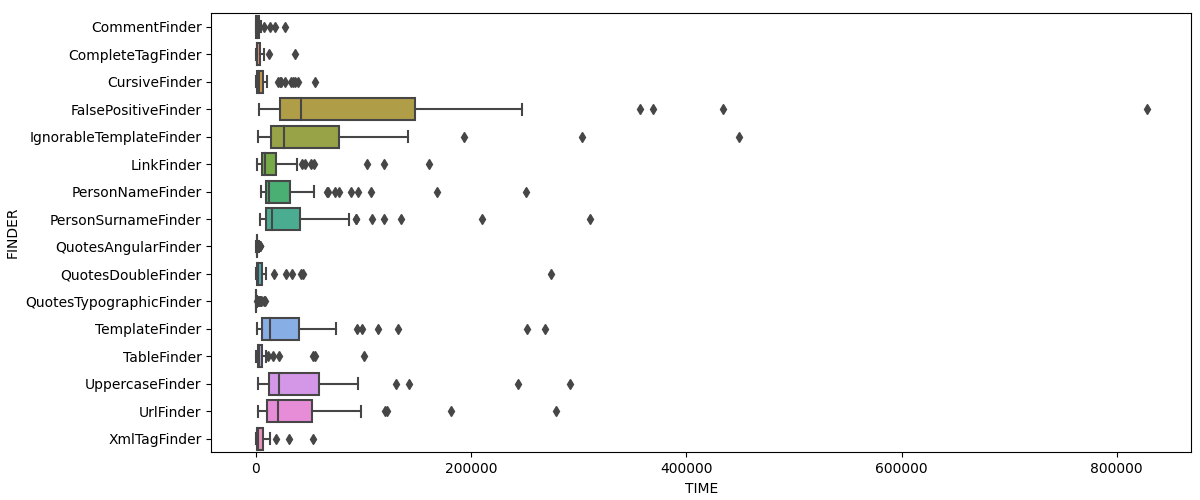 CommentFinder
CompleteTagFinder
CursiveFinder
FalsePositiveFinder
IgnorableTemplateFinder
LinkFinder
PersonNameFinder
PersonSurnameFinder
QuotesAngularFinder
QuotesDoubleFinder
QuotesTypographicFinder
TemplateFinder
TableFinder
UppercaseFinder
UrlFinder
XmlTagFinder
FINDER
0 200000 400000 600000 800000
TIME